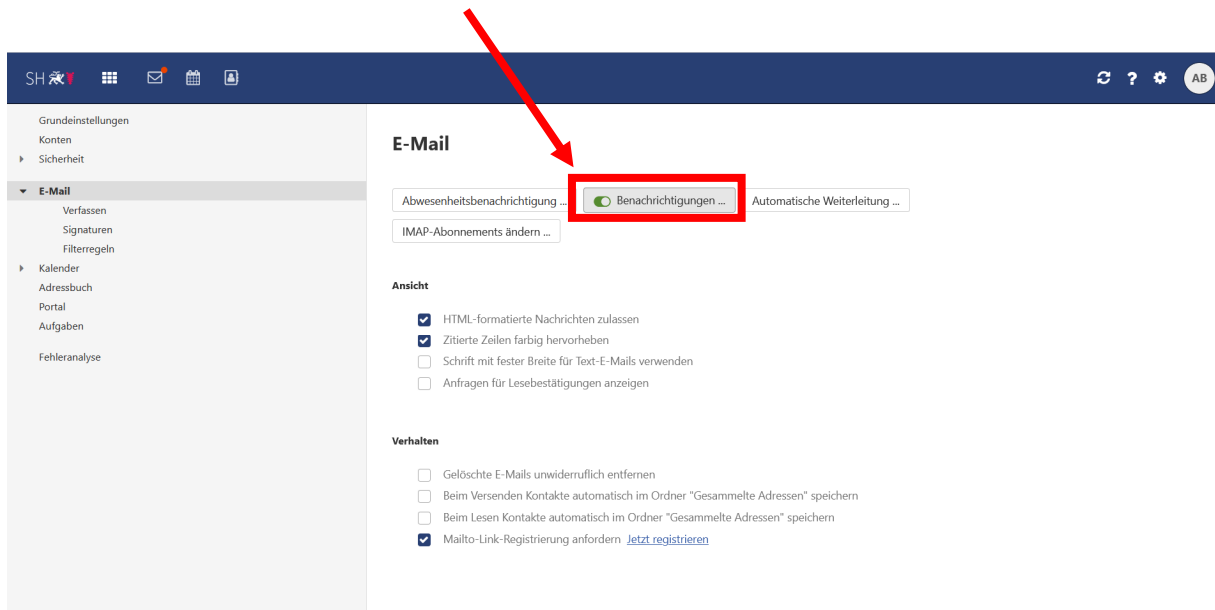 SH
AB
Grundeinstellungen
Konten
Sicherheit
E-Mail
Verfassen
Signaturen
Filterregeln
Kalender
Adressbuch
Portal
Aufgaben
Fehleranalyse
E-Mail
Abwesenheitsbenachrichtigung ... Benachrichtigungen ... Automatische Weiterleitung ...
IMAP-Abonnements ändern ...
Ansicht
HTML-formatierte Nachrichten zulassen
Zitierte Zeilen farbig hervorheben
Schrift mit fester Breite für Text-E-Mails verwenden
Anfragen für Lesebestätigungen anzeigen
Verhalten
Gelöschte E-Mails unwiderruflich entfernen
Beim Versenden Kontakte automatisch im Ordner "Gesammelte Adressen" speichern
Beim Lesen Kontakte automatisch im Ordner "Gesammelte Adressen" speichern
Mailto-Link-Registrierung anfordern Jetzt registrieren